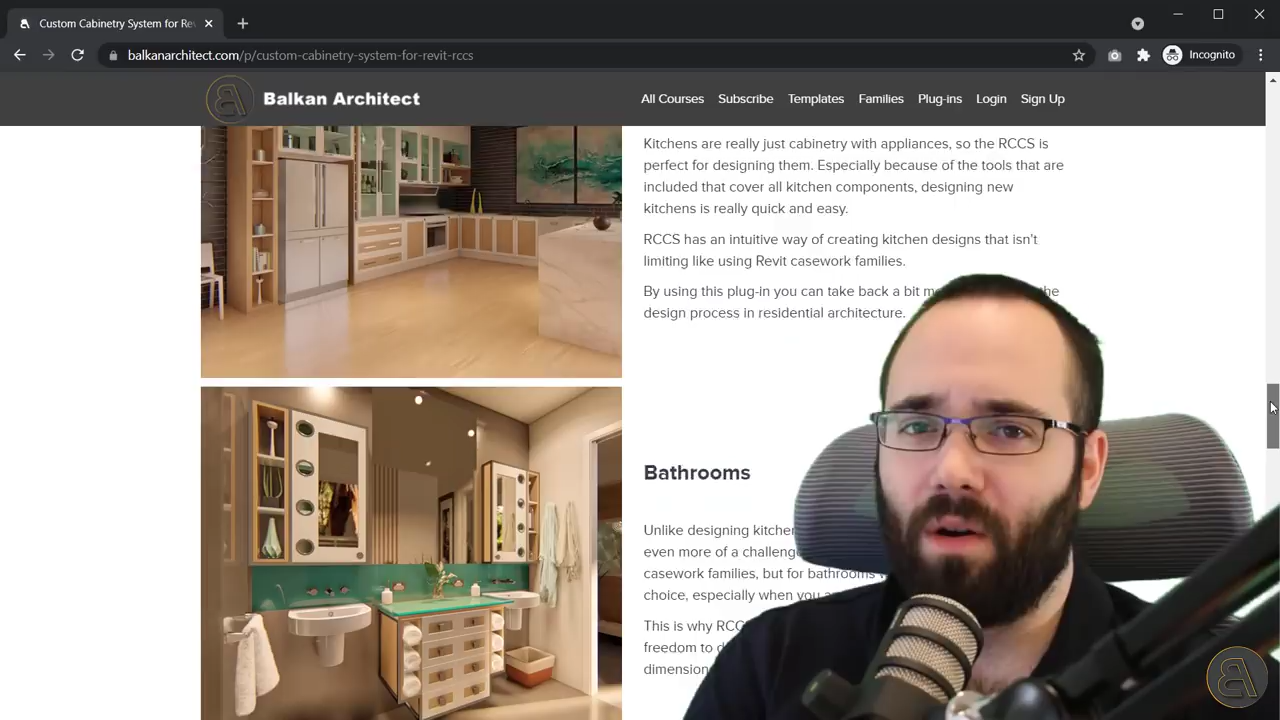 Custom Cabinetry System for Re
balkanarchitect.com/p/custom-cabinetry-system-for-revit-rccs
Incognito
Balkan Architect
All Courses
Subscribe
Templates
Families
Plug-ins
Login
Sign Up
Kitchens are really just cabinetry with appliances, so the RCCS is
perfect for designing them. Especially because of the tools that are
included that cover all kitchen components, designing new
kitchens is really quick and easy.
RCCS has an intuitive way of creating kitchen designs that isn't
limiting like using Revit casework families.
By using this plug-in you can take back a bit the
design process in residential architecture.
Bathrooms
Unlike designing
even more of a
casework families, but for bathrooms
choice, especially when you
This is why
freedom to